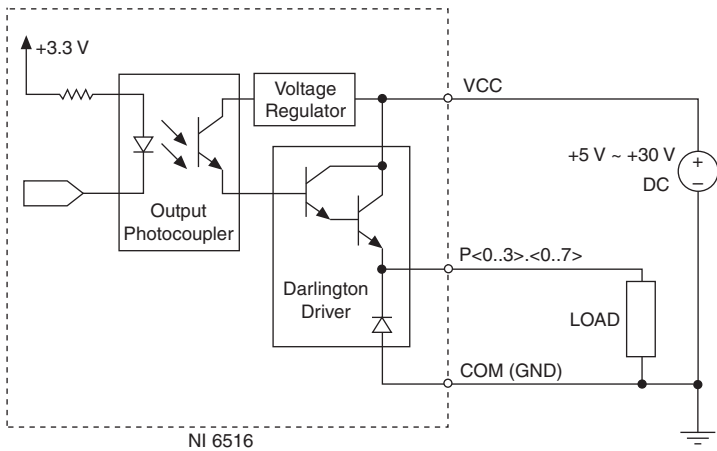 +3.3 V
Voltage
Regulator
VCC
+5 V ~ +30 V
DC
+
–
Output
Photocoupler
P<0..3>.<0..7>
Darlington
Driver
LOAD
COM (GND)
NI 6516